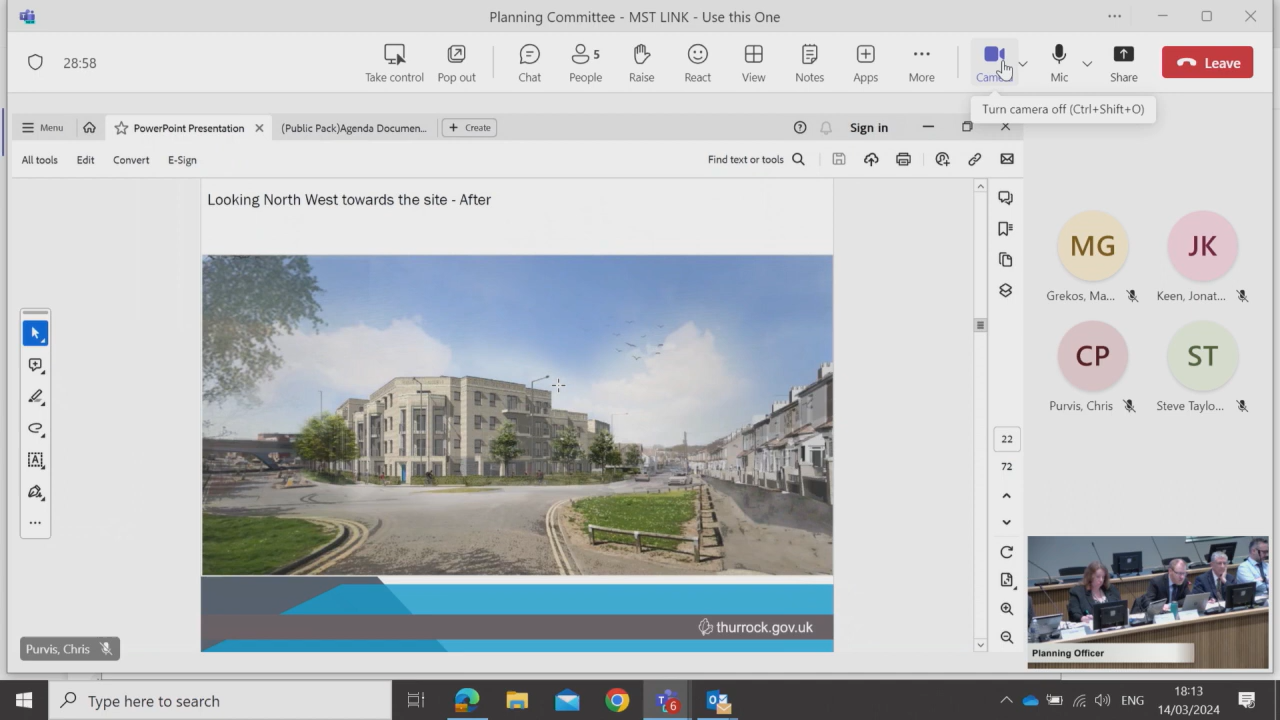 Planning Committee - MST LINK - Use this One
28:58
Take control
Pop out
Chat
5
People
Raise
React
View
Notes
Apps
More
Camera
Mic
Share
Leave
Turn camera off (Ctrl+Shift+O)
Menu
PowerPoint Presentation
(Public Pack)Agenda Documen...
Create
Sign in
All tools
Edit
Convert
E-Sign
Find text or tools
Looking North West towards the site - After
MG
Grekos, Ma...
JK
Keen, Jonat...
CP
Purvis, Chris
ST
Steve Taylo...
22
72
thurrock.gov.uk
Purvis, Chris
Planning Officer
Type here to search
6
ENG
18:13
14/03/2024